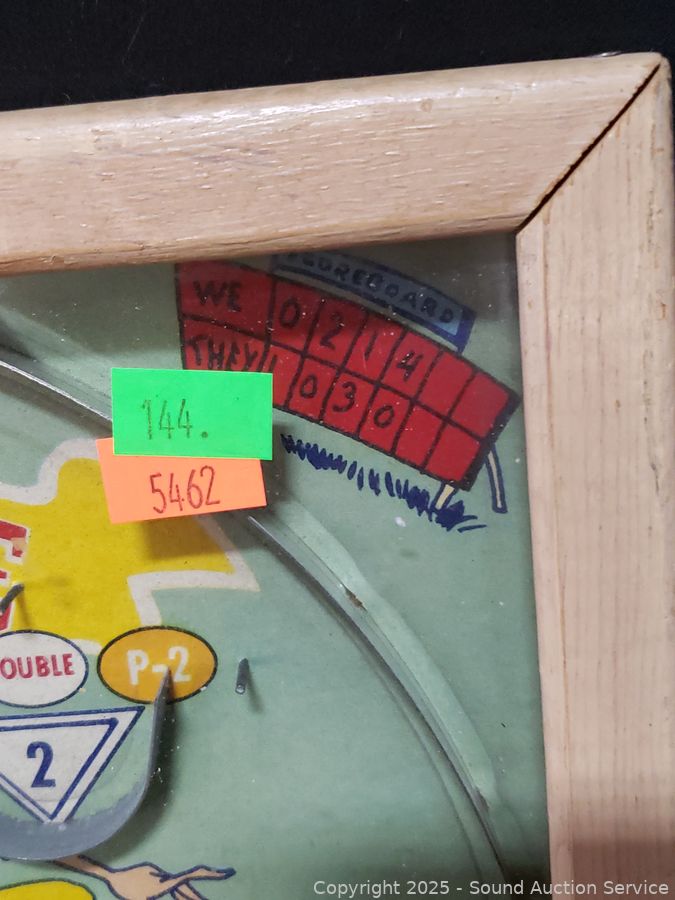 SCOREBOARD
WE 0 2 1 4
THEY 1 0 3 0
144.
5462
OUBLE
P-2
2
Copyright 2025 - Sound Auction Service